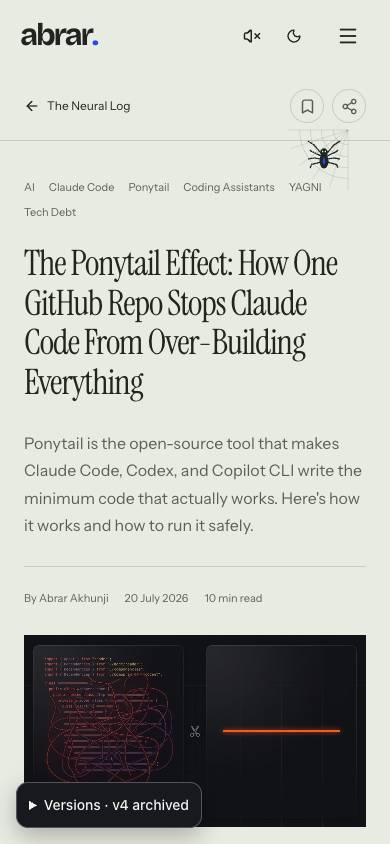 abrar.
The Neural Log
AI Claude Code Ponytail Coding Assistants YAGNI
Tech Debt
The Ponytail Effect: How One
GitHub Repo Stops Claude
Code From Over-Building
Everything
Ponytail is the open-source tool that makes
Claude Code, Codex, and Copilot CLI write the
minimum code that actually works. Here's how
it works and how to run it safely.
By Abrar Akhunji 20 July 2026 10 min read
Versions · v4 archived